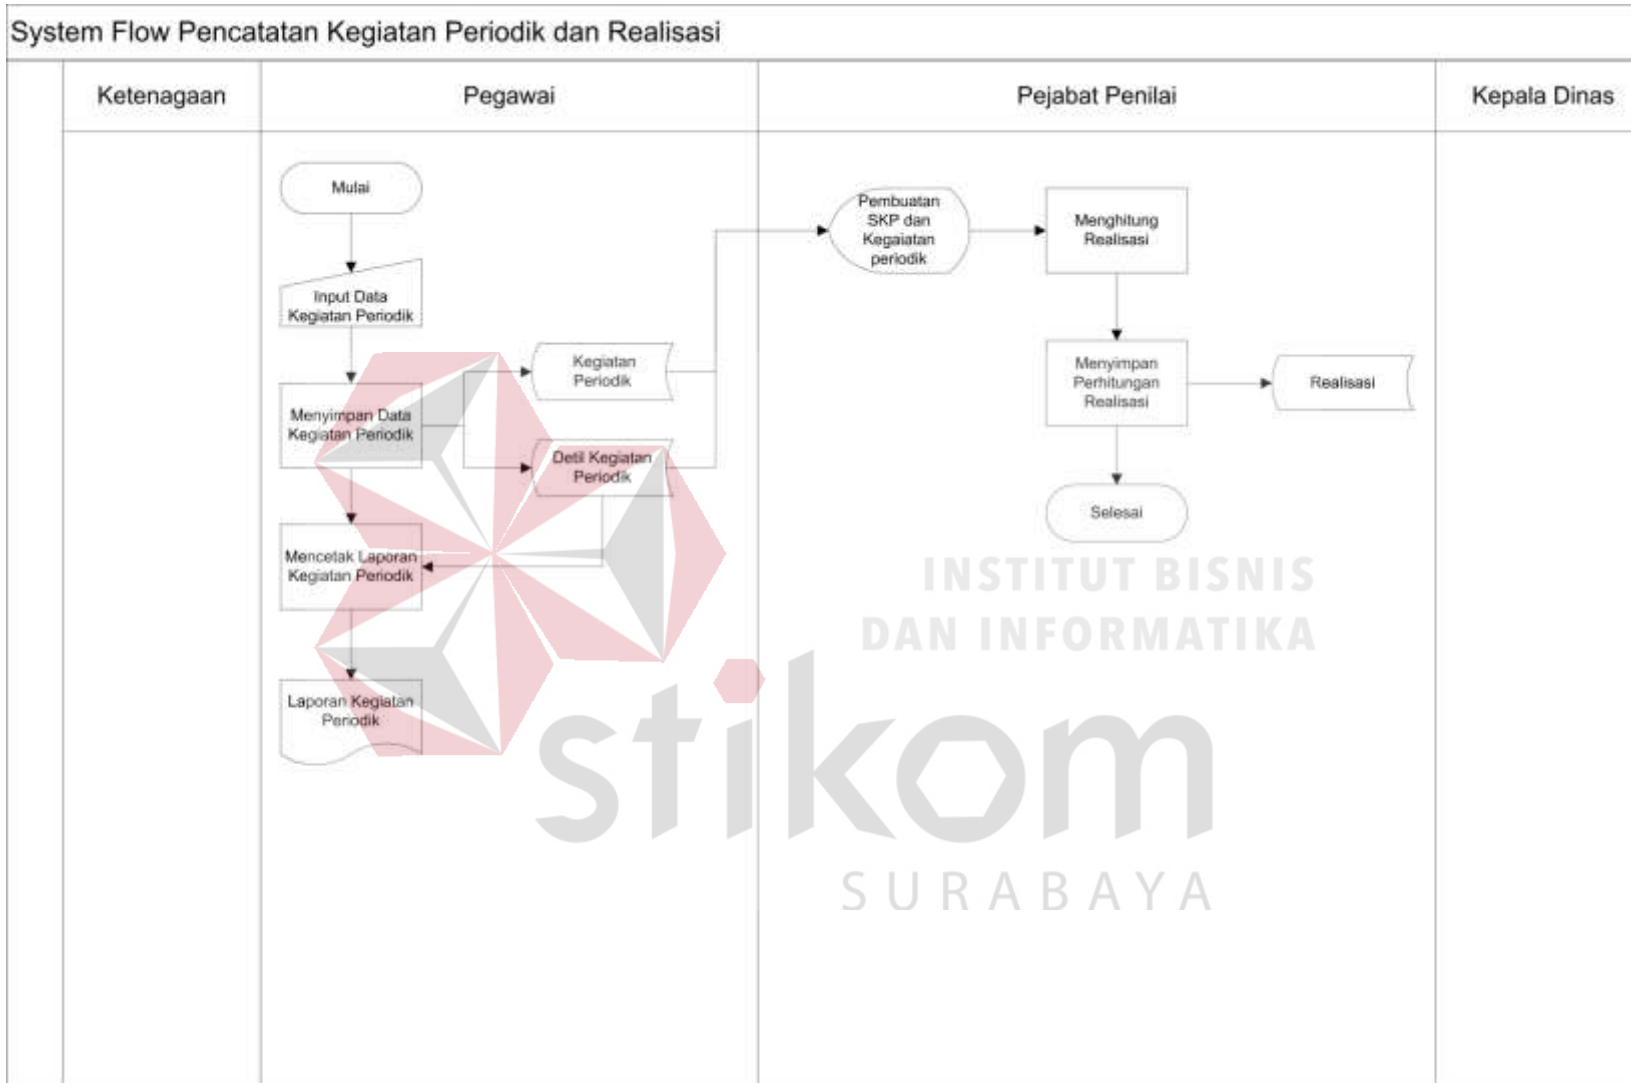 System Flow Pencatatan Kegiatan Periodik dan Realisasi
Ketenagaan
Pegawai
Pejabat Penilai
Kepala Dinas
Mulai
Input Data
Kegiatan Periodik
Menyimpan Data
Kegiatan Periodik
Kegiatan
Periodik
Detil Kegiatan
Periodik
Mencetak Laporan
Kegiatan Periodik
Laporan Kegiatan
Periodik
Pembuatan
SKP dan
Kegaiatan
periodik
Menghitung
Realisasi
Menyimpan
Perhitungan
Realisasi
Realisasi
Selesai
INSTITUT BISNIS
DAN INFORMATIKA
stikom
SURABAYA